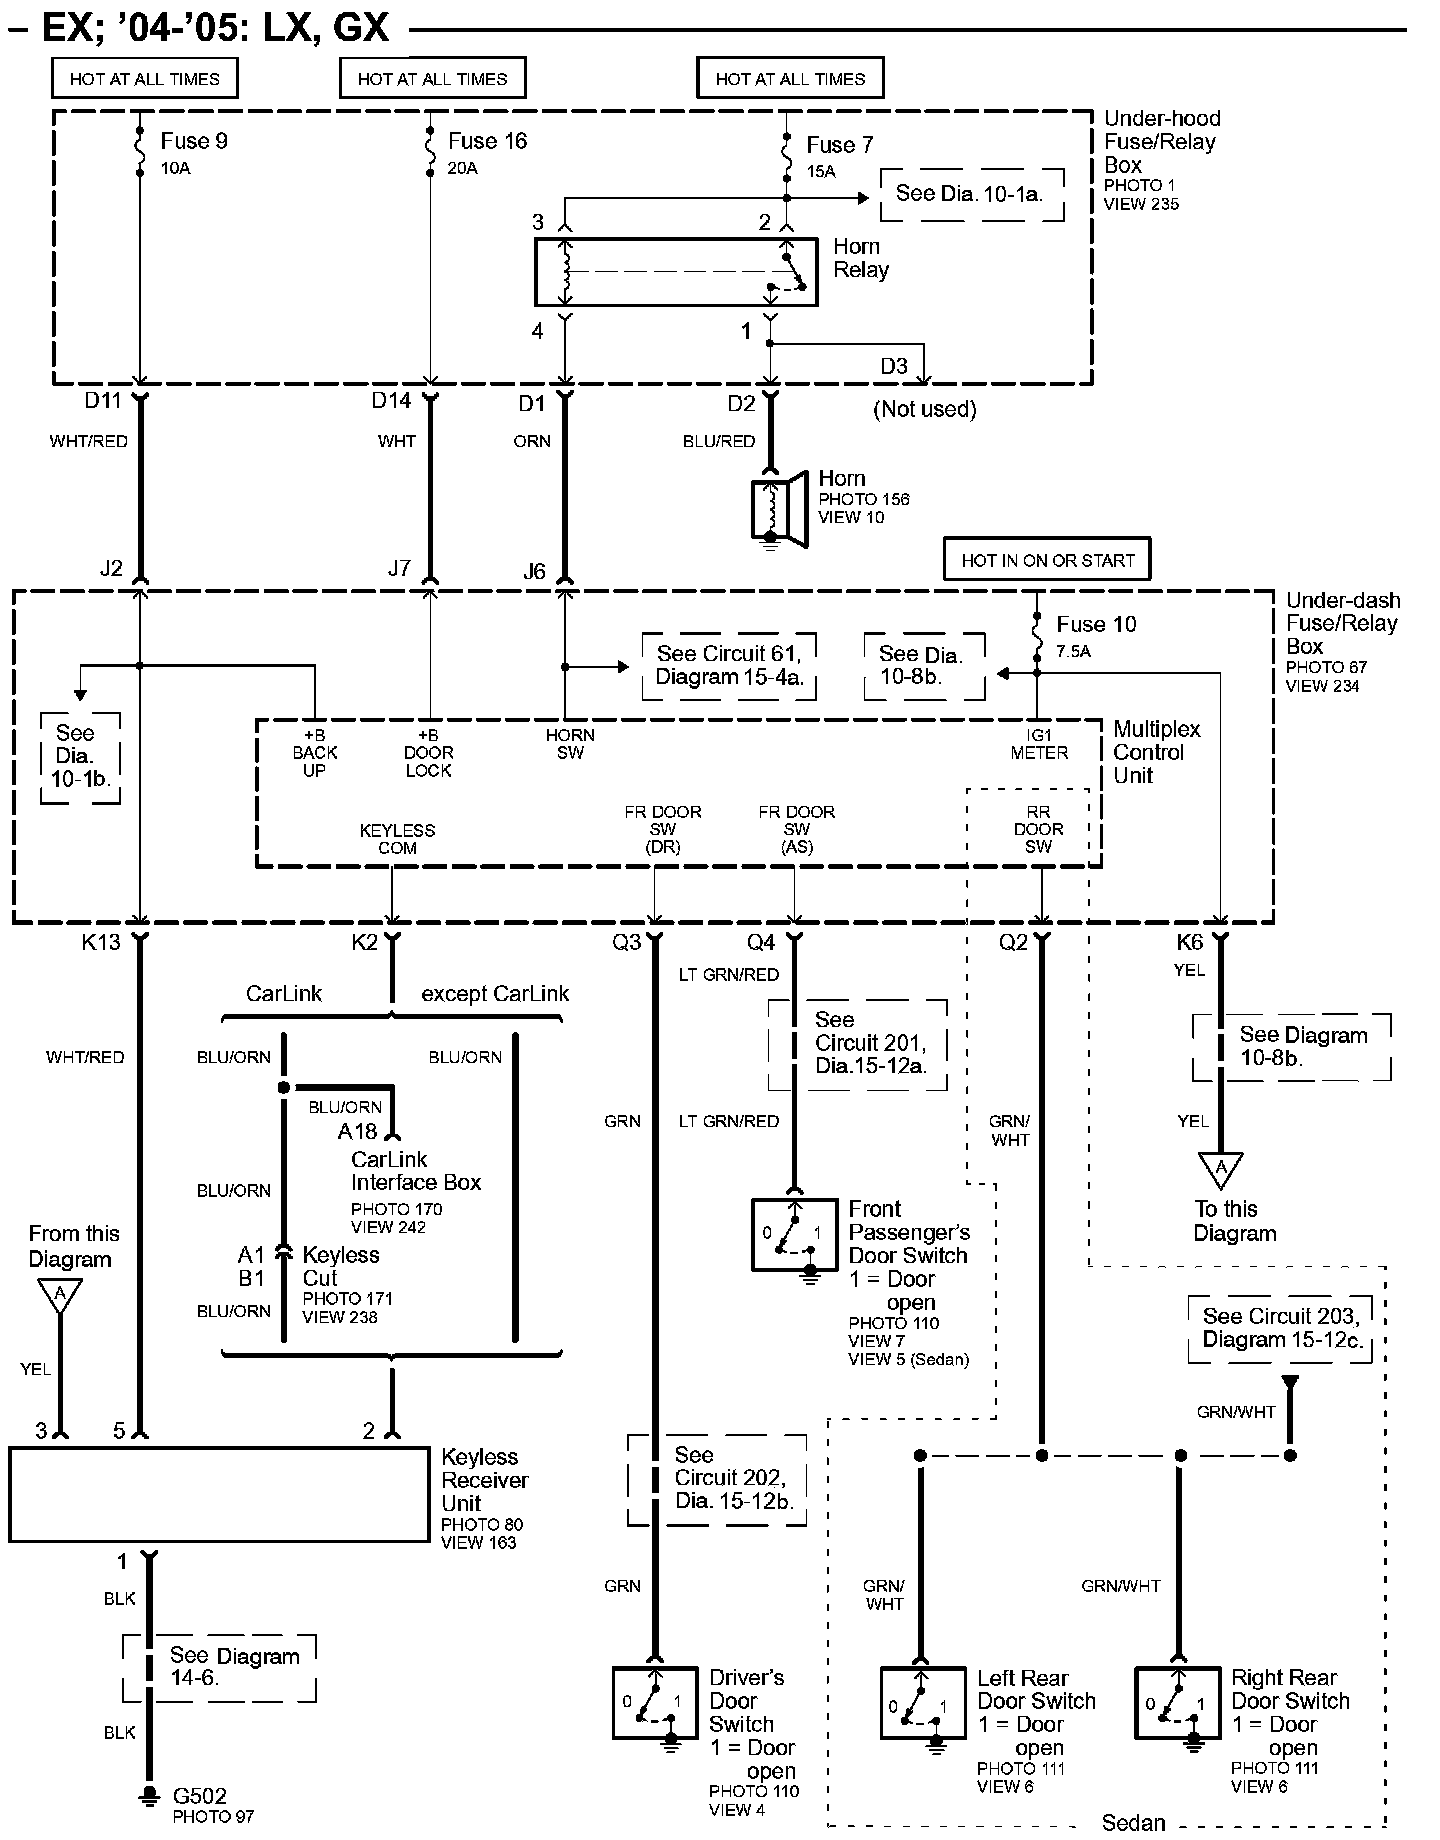 EX; ’04-’05: LX, GX
HOT AT ALL TIMES
HOT AT ALL TIMES
HOT AT ALL TIMES
Under-hood
Fuse/Relay
Box
PHOTO 1
VIEW 235
Fuse 9
10A
Fuse 16
20A
Fuse 7
15A
See Dia. 10-1a.
3
2
Horn
Relay
4
1
D3
(Not used)
D11
D14
D1
D2
WHT/RED
WHT
ORN
BLU/RED
Horn
PHOTO 156
VIEW 10
J2
J7
J6
HOT IN ON OR START
Under-dash
Fuse/Relay
Box
PHOTO 67
VIEW 234
Fuse 10
7.5A
See Circuit 61,
Diagram 15-4a.
See Dia.
10-8b.
See
Dia.
10-1b.
+B
BACK
UP
+B
DOOR
LOCK
HORN
SW
IG1
METER
Multiplex
Control
Unit
KEYLESS
COM
FR DOOR
SW
(DR)
FR DOOR
SW
(AS)
RR
DOOR
SW
K13
K2
Q3
Q4
Q2
K6
LT GRN/RED
YEL
CarLink
except CarLink
See
Circuit 201,
Dia.15-12a.
See Diagram
10-8b.
WHT/RED
BLU/ORN
BLU/ORN
BLU/ORN
A18
CarLink
Interface Box
PHOTO 170
VIEW 242
GRN
LT GRN/RED
GRN/
WHT
YEL
A
To this
Diagram
BLU/ORN
From this
Diagram
A
A1
B1
Keyless
Cut
PHOTO 171
VIEW 238
BLU/ORN
0
1
Front
Passenger’s
Door Switch
1 = Door
open
PHOTO 110
VIEW 7
VIEW 5 (Sedan)
See Circuit 203,
Diagram 15-12c.
YEL
GRN/WHT
3
5
2
Keyless
Receiver
Unit
PHOTO 80
VIEW 163
See
Circuit 202,
Dia. 15-12b.
1
BLK
GRN
GRN/
WHT
GRN/WHT
See Diagram
14-6.
BLK
G502
PHOTO 97
0
1
Driver’s
Door
Switch
1 = Door
open
PHOTO 110
VIEW 4
0
1
Left Rear
Door Switch
1 = Door
open
PHOTO 111
VIEW 6
0
1
Right Rear
Door Switch
1 = Door
open
PHOTO 111
VIEW 6
Sedan